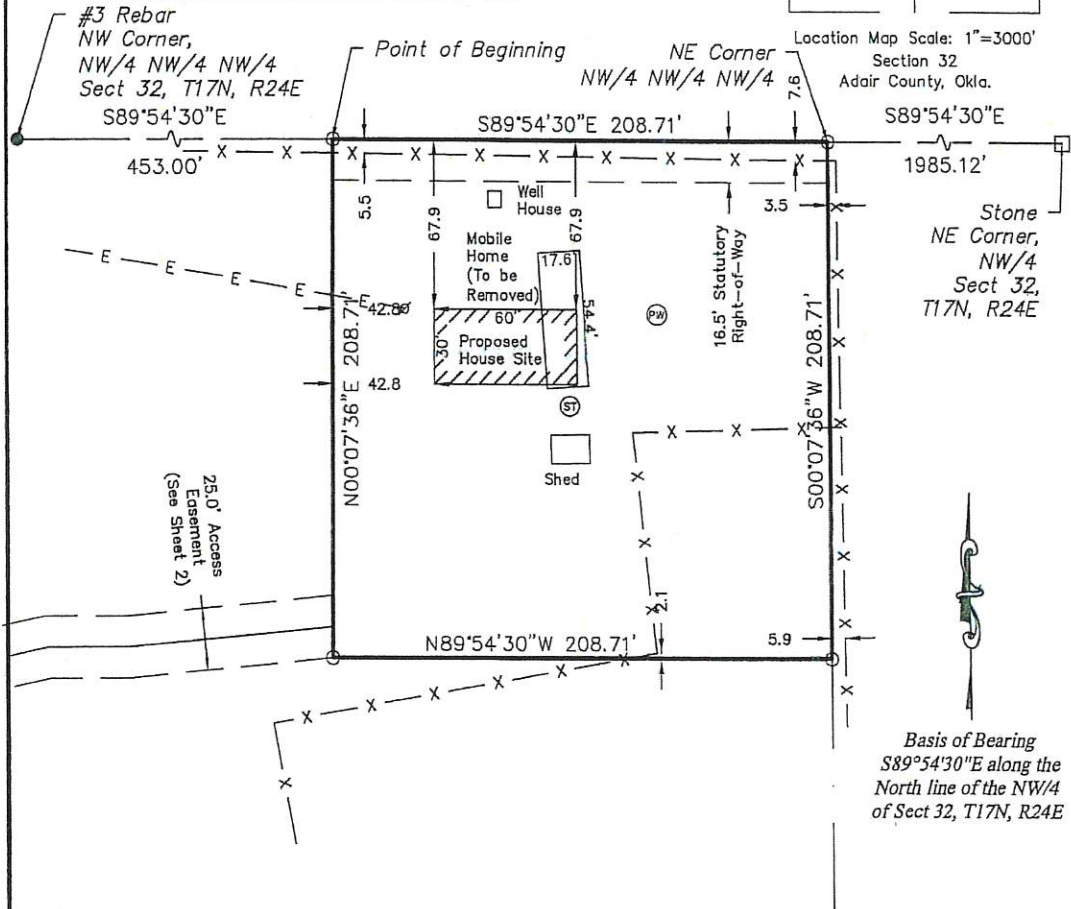 #3 Rebar
NW Corner,
NW/4 NW/4 NW/4
Sect 32, T17N, R24E
S89°54'30"E
453.00'
Point of Beginning
NE Corner
NW/4 NW/4 NW/4
S89°54'30"E 208.71'
7.6
Location Map Scale: 1"=3000'
Section 32
Adair County, Okla.
S89°54'30"E
1985.12'
Stone
NE Corner,
NW/4
Sect 32,
T17N, R24E
X X X X X X X X X X
5.5
67.9
Well
House
67.9
3.5
Mobile
Home
(To be
Removed)
17.6
54.4'
16.5' Statutory
Right-of-Way
E E E E E
42.8
60'
30'
Proposed
House Site
42.8
PW
ST
Shed
N00°07'36"E 208.71'
S00°07'36"W 208.71'
X X X
X X X X X X X X
X X
X
25.0' Access
Easement
(See Sheet 2)
2.1
5.9
N89°54'30"W 208.71'
X X X X X X
X
Basis of Bearing
S89°54'30"E along the
North line of the NW/4
of Sect 32, T17N, R24E